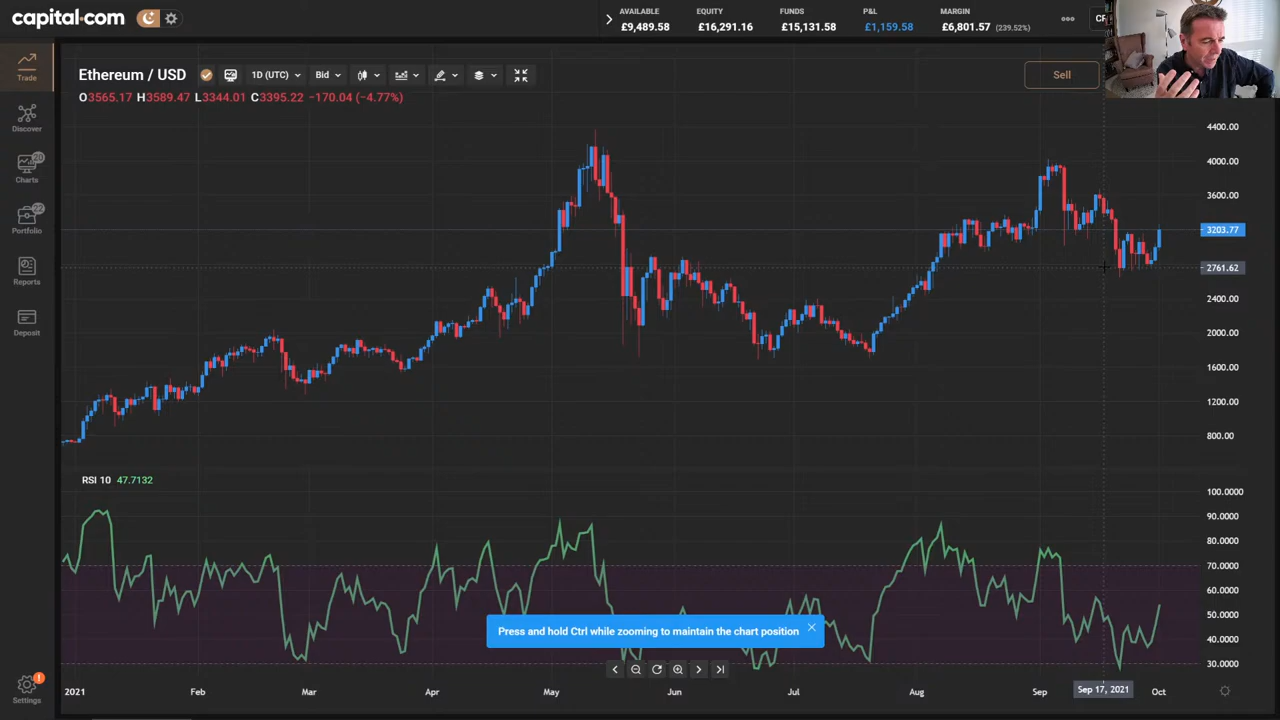 capital.com
AVAILABLE EQUITY FUNDS P&L MARGIN
£9,489.58 £16,291.16 £15,131.58 £1,159.58 £6,801.57 (239.52%)
Trade
Discover
20
Charts
22
Portfolio
Reports
Deposit
Settings
Ethereum / USD 1D (UTC) Bid
Sell
O3565.17 H3589.47 L3344.01 C3395.22 −170.04 (−4.77%)
4400.00
4000.00
3600.00
3203.77
2761.62
2400.00
2000.00
1600.00
1200.00
800.00
RSI 10 47.7132
100.0000
90.0000
80.0000
70.0000
60.0000
50.0000
40.0000
30.0000
Press and hold Ctrl while zooming to maintain the chart position
2021 Feb Mar Apr May Jun Jul Aug Sep Sep 17, 2021 Oct